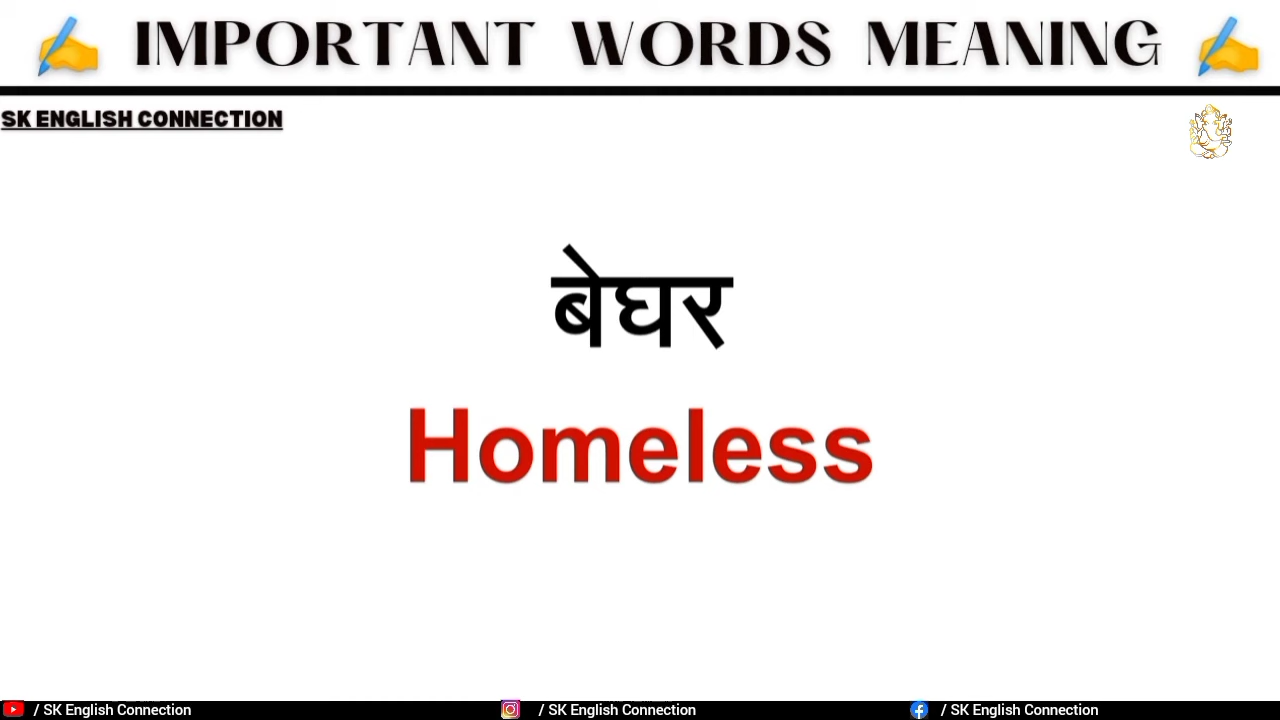 ✍️ IMPORTANT WORDS MEANING ✍️
SK ENGLISH CONNECTION
बेघर
Homeless
/ SK English Connection
/ SK English Connection
/ SK English Connection